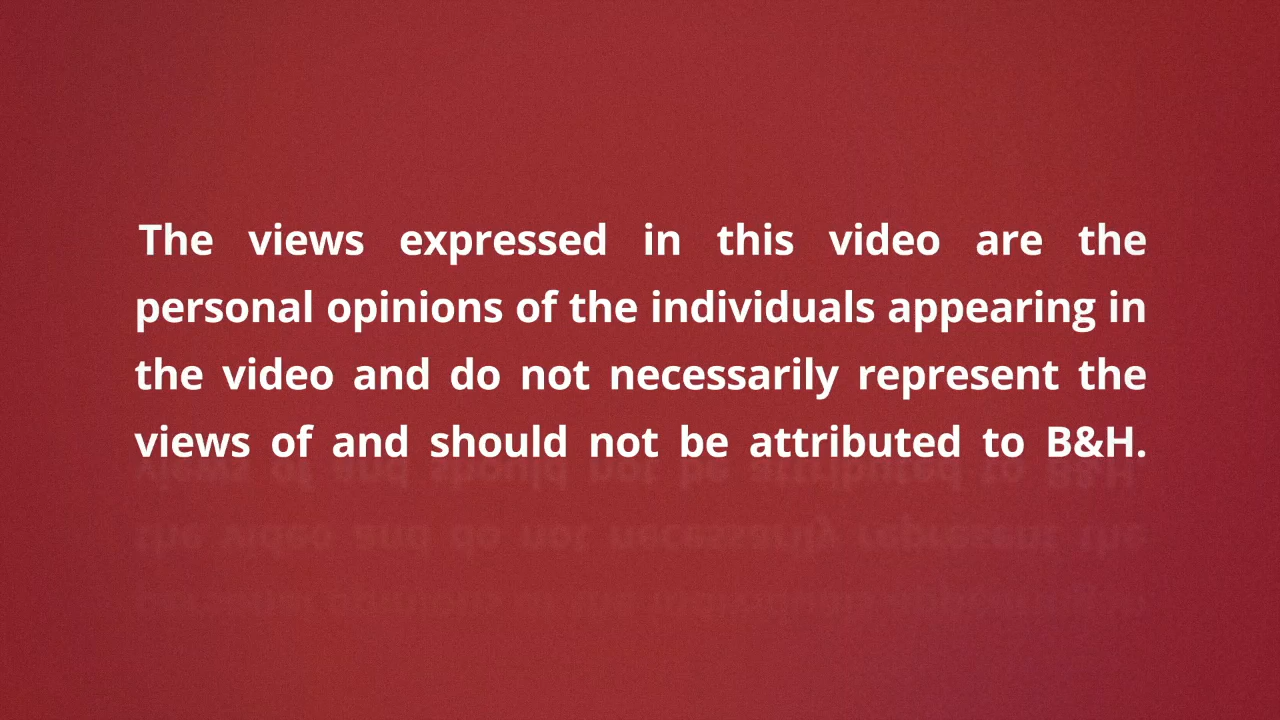 The views expressed in this video are the
personal opinions of the individuals appearing in
the video and do not necessarily represent the
views of and should not be attributed to B&H.